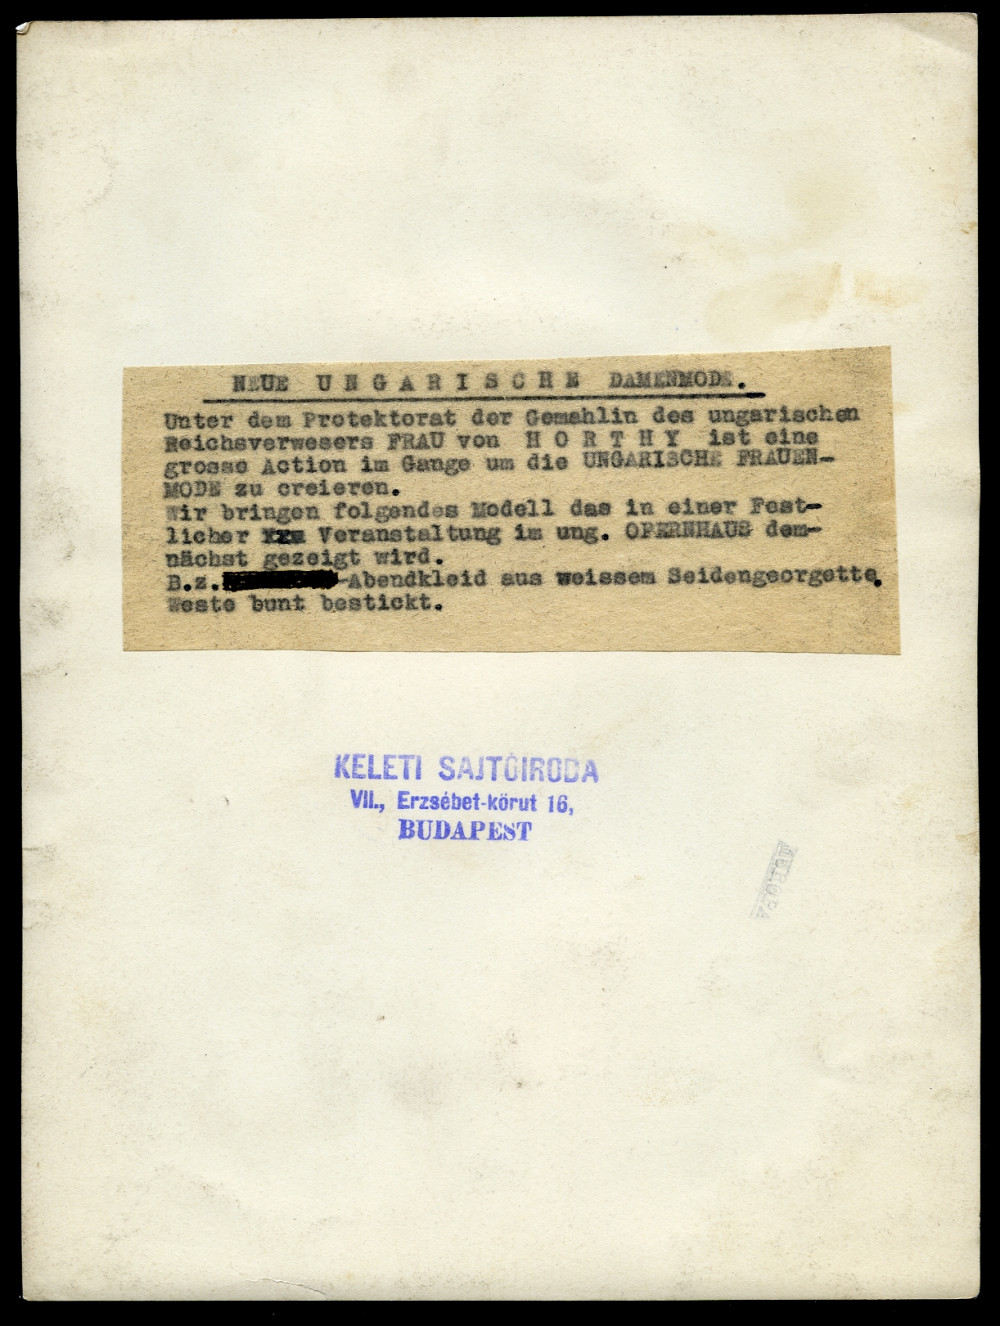 NEUE U N G A R I S C H E DAMENMODE.
Unter dem Protektorat der Gemahlin des ungarischen
Reichsverwesers FRAU von H O R T H Y ist eine
grosse Action im Gange um die UNGARISCHE FRAUEN-
MODE zu creieren.
Wir bringen folgendes Modell das in einer Fest-
licher Veranstaltung im ung. OPERNHAUS dem-
nächst gezeigt wird.
B.z. -Abendkleid aus weissem Seidengeorgette.
Weste bunt bestickt.
KELETI SAJTÓIRODA
VII., Erzsébet-körut 16,
BUDAPEST